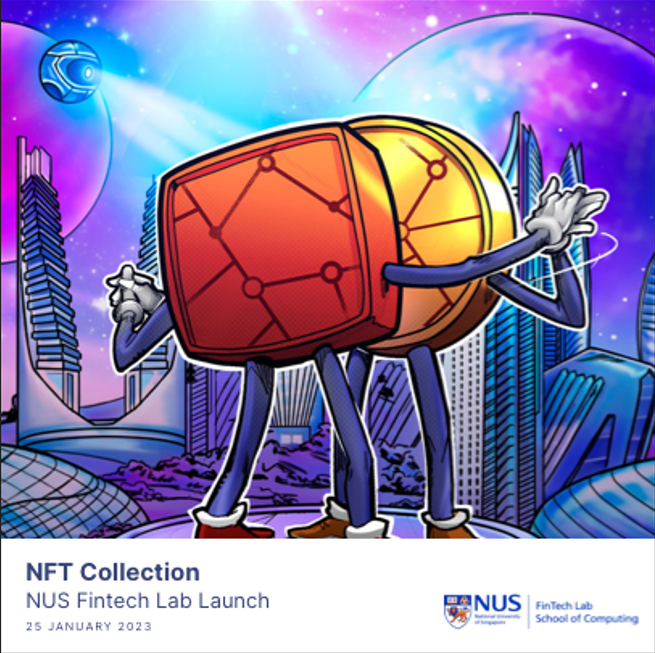 NFT Collection
NUS Fintech Lab Launch
25 JANUARY 2023
NUS
National University
of Singapore
FinTech Lab
School of Computing